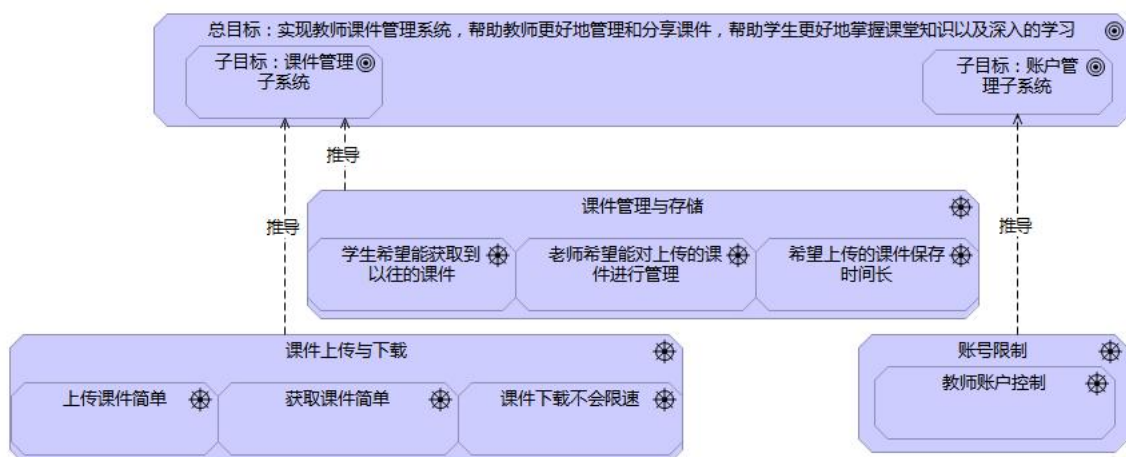 总目标：实现教师课件管理系统，帮助教师更好地管理和分享课件，帮助学生更好地掌握课堂知识以及深入的学习
子目标：课件管理
子系统
子目标：账户管
理子系统
推导
课件管理与存储
推导
推导
学生希望能获取到
以往的课件
老师希望能对上传的课
件进行管理
希望上传的课件保存
时间长
课件上传与下载
账号限制
上传课件简单
获取课件简单
课件下载不会限速
教师账户控制